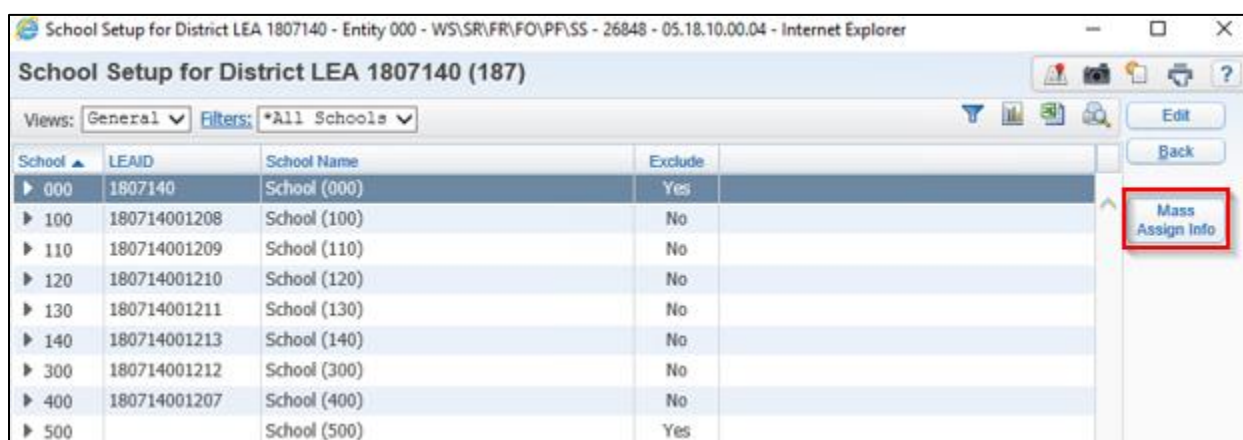 School Setup for District LEA 1807140 - Entity 000 - WS\SR\FR\FO\PF\SS - 26848 - 05.18.10.00.04 - Internet Explorer
School Setup for District LEA 1807140 (187)
Views: General Filters: *All Schools
Edit
Back
Mass
Assign Info
School LEAID School Name Exclude
000 1807140 School (000) Yes
100 180714001208 School (100) No
110 180714001209 School (110) No
120 180714001210 School (120) No
130 180714001211 School (130) No
140 180714001213 School (140) No
300 180714001212 School (300) No
400 180714001207 School (400) No
500 School (500) Yes